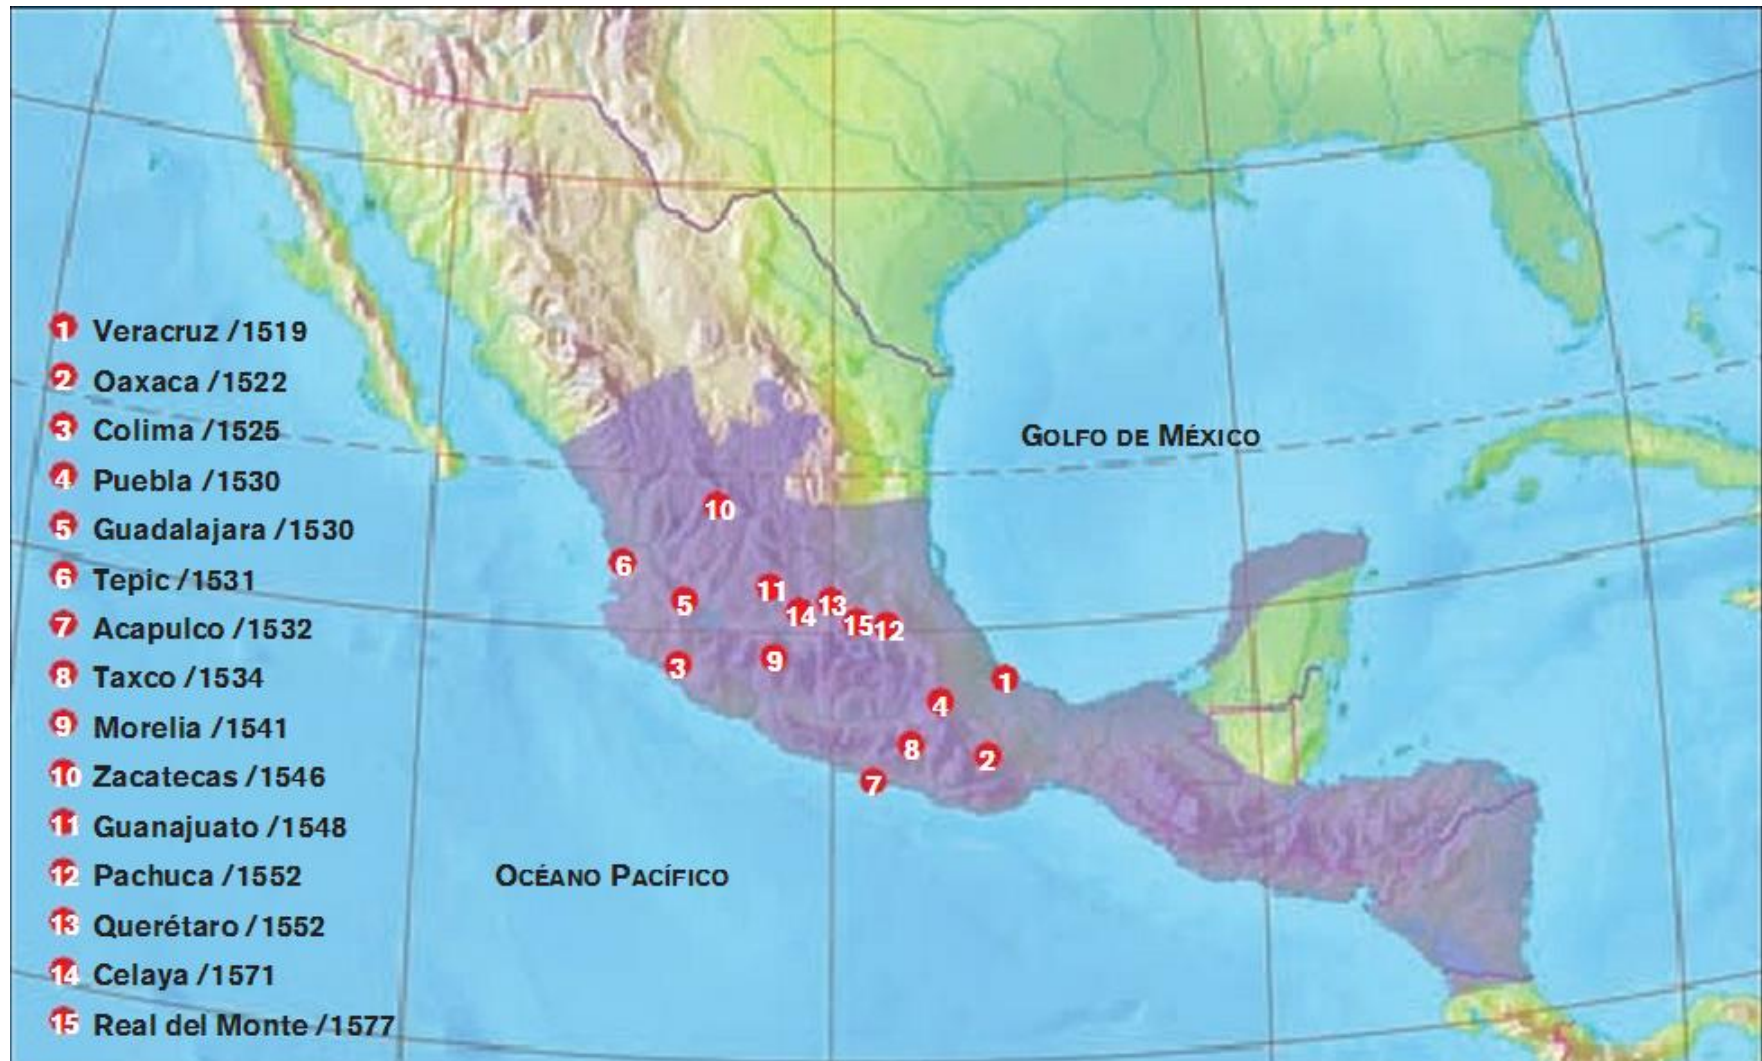 1 Veracruz /1519
2 Oaxaca /1522
3 Colima /1525
4 Puebla /1530
5 Guadalajara /1530
6 Tepic /1531
7 Acapulco /1532
8 Taxco /1534
9 Morelia /1541
10 Zacatecas /1546
11 Guanajuato /1548
12 Pachuca /1552
13 Querétaro /1552
14 Celaya /1571
15 Real del Monte /1577
GOLFO DE MÉXICO
10
6
11
5
13
14
15
12
9
3
1
4
8
2
7
OCÉANO PACÍFICO